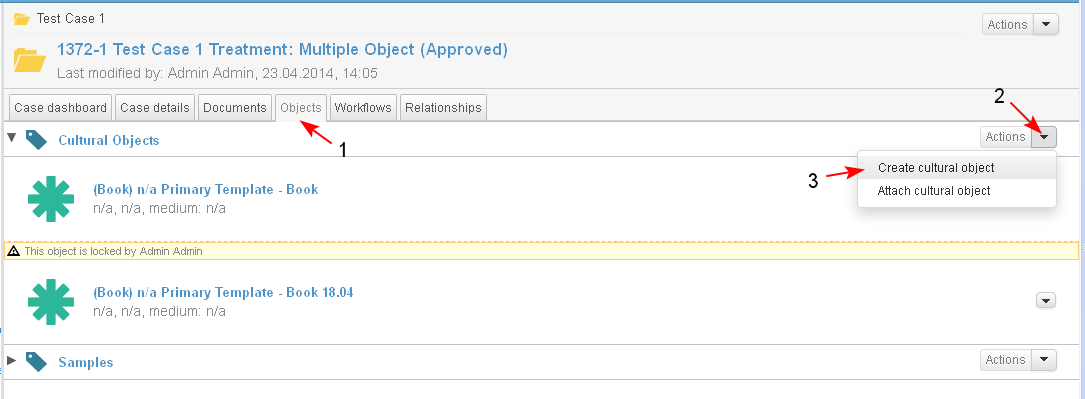 Test Case 1
Actions
1372-1 Test Case 1 Treatment: Multiple Object (Approved)
Last modified by: Admin Admin, 23.04.2014, 14:05
Case dashboard Case details Documents Objects Workflows Relationships
2
1
Cultural Objects
Actions
3
Create cultural object
Attach cultural object
(Book) n/a Primary Template - Book
n/a, n/a, medium: n/a
This object is locked by Admin Admin
(Book) n/a Primary Template - Book 18.04
n/a, n/a, medium: n/a
Samples
Actions